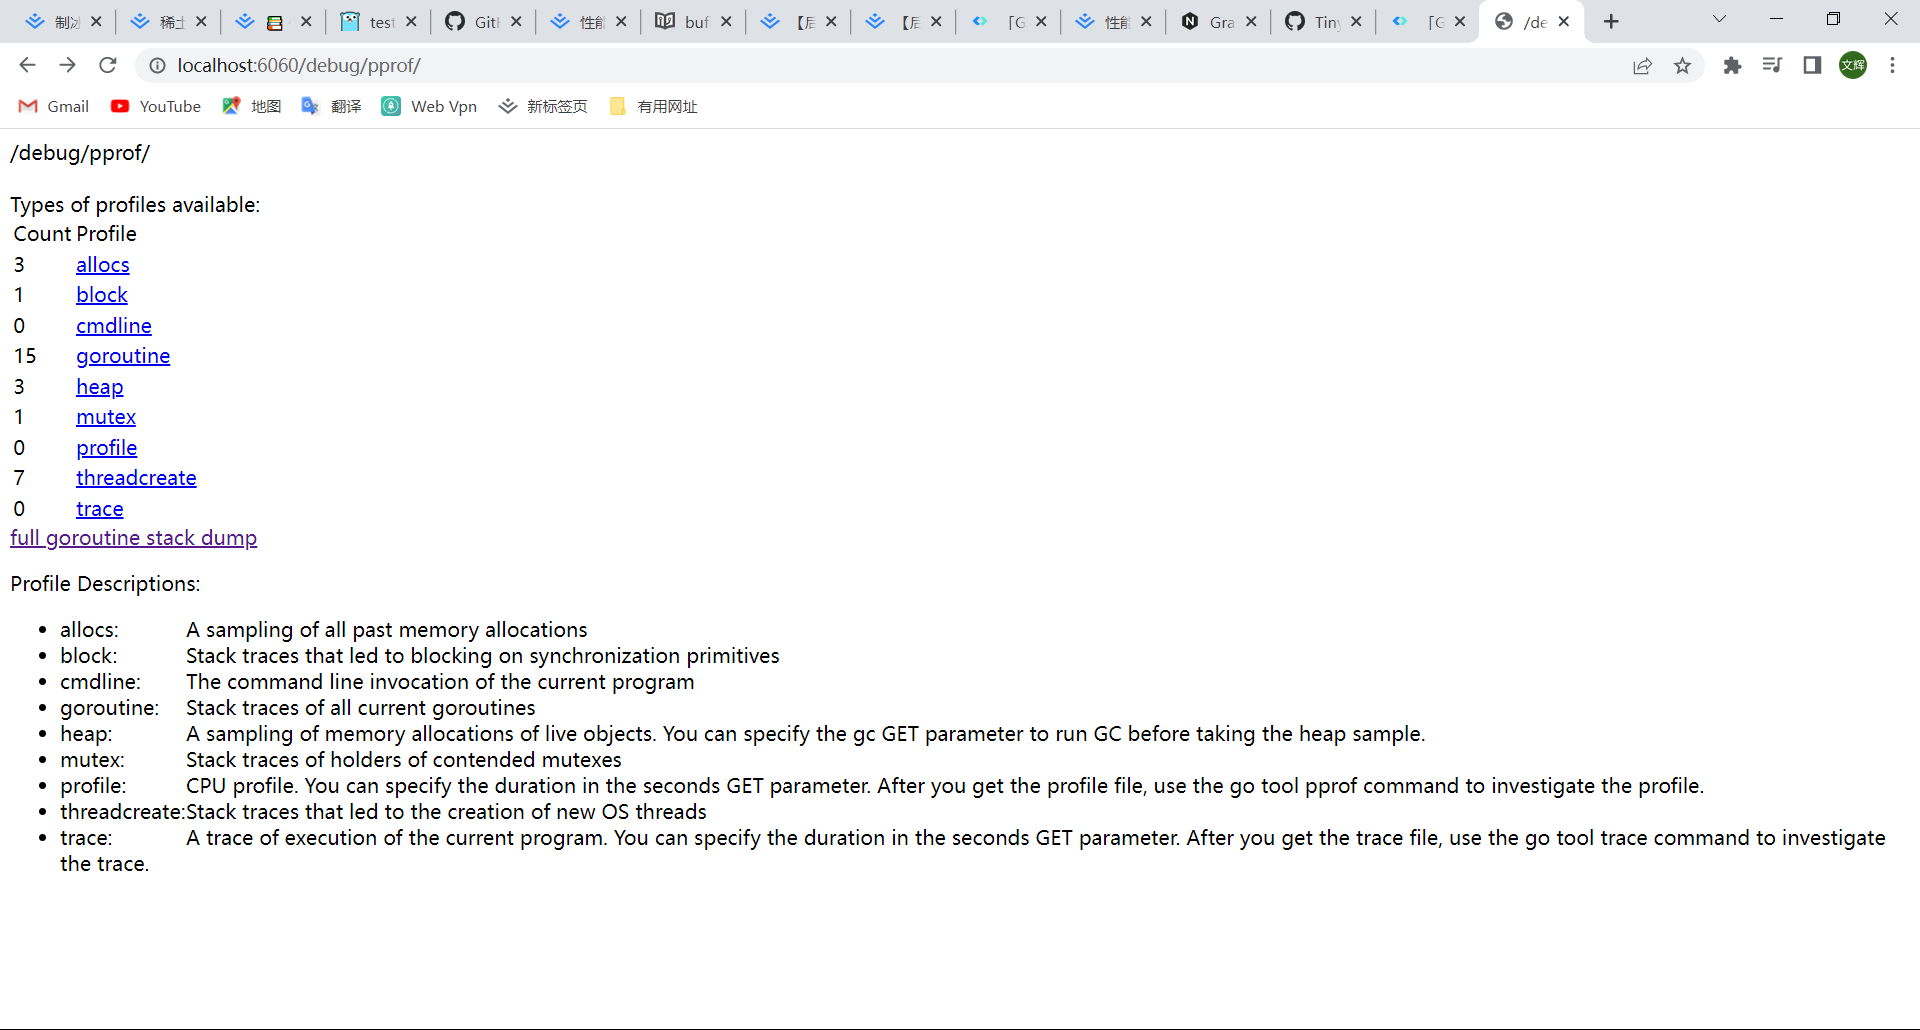 制冰
稀土
test
Gitl
性能
buf
【后
【后
「G
性能
Gra
Tiny
「G
/de
localhost:6060/debug/pprof/
文辉
Gmail YouTube 地图 翻译 Web Vpn 新标签页 有用网址
/debug/pprof/
Types of profiles available:
Count Profile
3 allocs
1 block
0 cmdline
15 goroutine
3 heap
1 mutex
0 profile
7 threadcreate
0 trace
full goroutine stack dump
Profile Descriptions:
• allocs: A sampling of all past memory allocations
• block: Stack traces that led to blocking on synchronization primitives
• cmdline: The command line invocation of the current program
• goroutine: Stack traces of all current goroutines
• heap: A sampling of memory allocations of live objects. You can specify the gc GET parameter to run GC before taking the heap sample.
• mutex: Stack traces of holders of contended mutexes
• profile: CPU profile. You can specify the duration in the seconds GET parameter. After you get the profile file, use the go tool pprof command to investigate the profile.
• threadcreate:Stack traces that led to the creation of new OS threads
• trace: A trace of execution of the current program. You can specify the duration in the seconds GET parameter. After you get the trace file, use the go tool trace command to investigate
the trace.